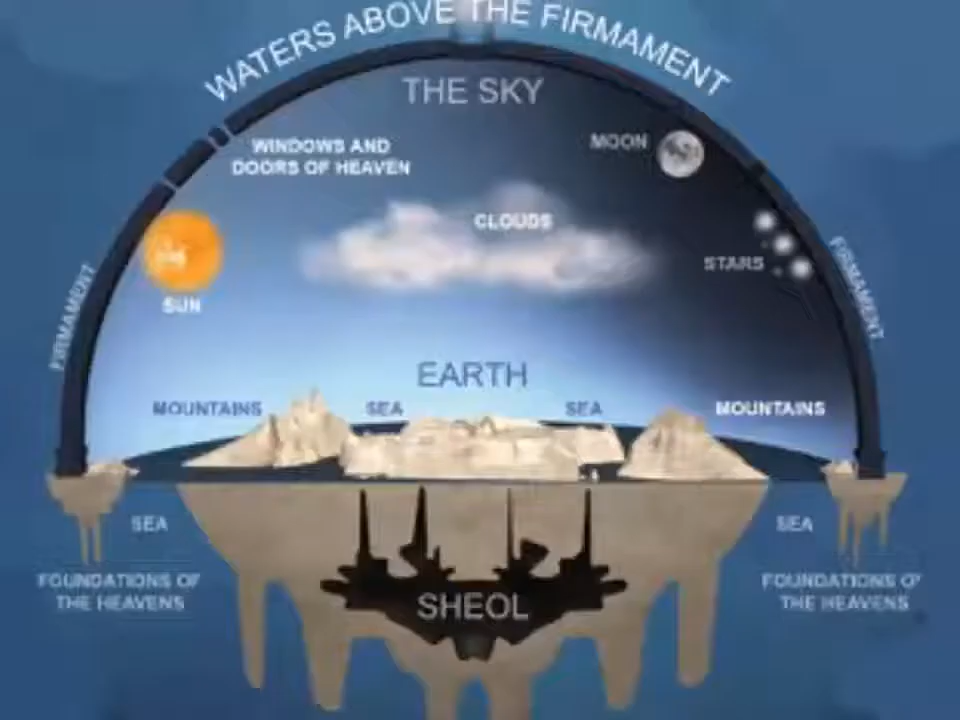 WATERS ABOVE THE FIRMAMENT
THE SKY
WINDOWS AND
DOORS OF HEAVEN
MOON
CLOUDS
STARS
SUN
FIRMAMENT
FIRMAMENT
EARTH
MOUNTAINS
SEA
SEA
MOUNTAINS
SEA
SEA
FOUNDATIONS OF
THE HEAVENS
FOUNDATIONS OF
THE HEAVENS
SHEOL